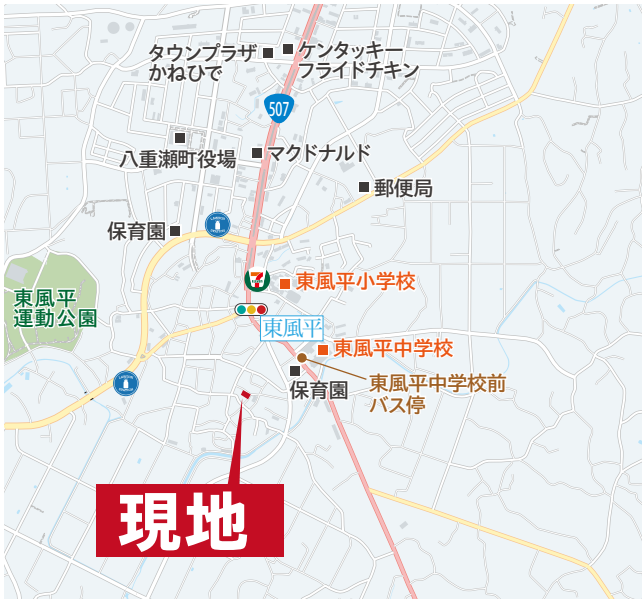 タウンプラザ
かねひで
ケンタッキー
フライドチキン
507
八重瀬町役場
マクドナルド
郵便局
保育園
東風平小学校
東風平
運動公園
東風平
東風平中学校
東風平中学校前
バス停
保育園
現地